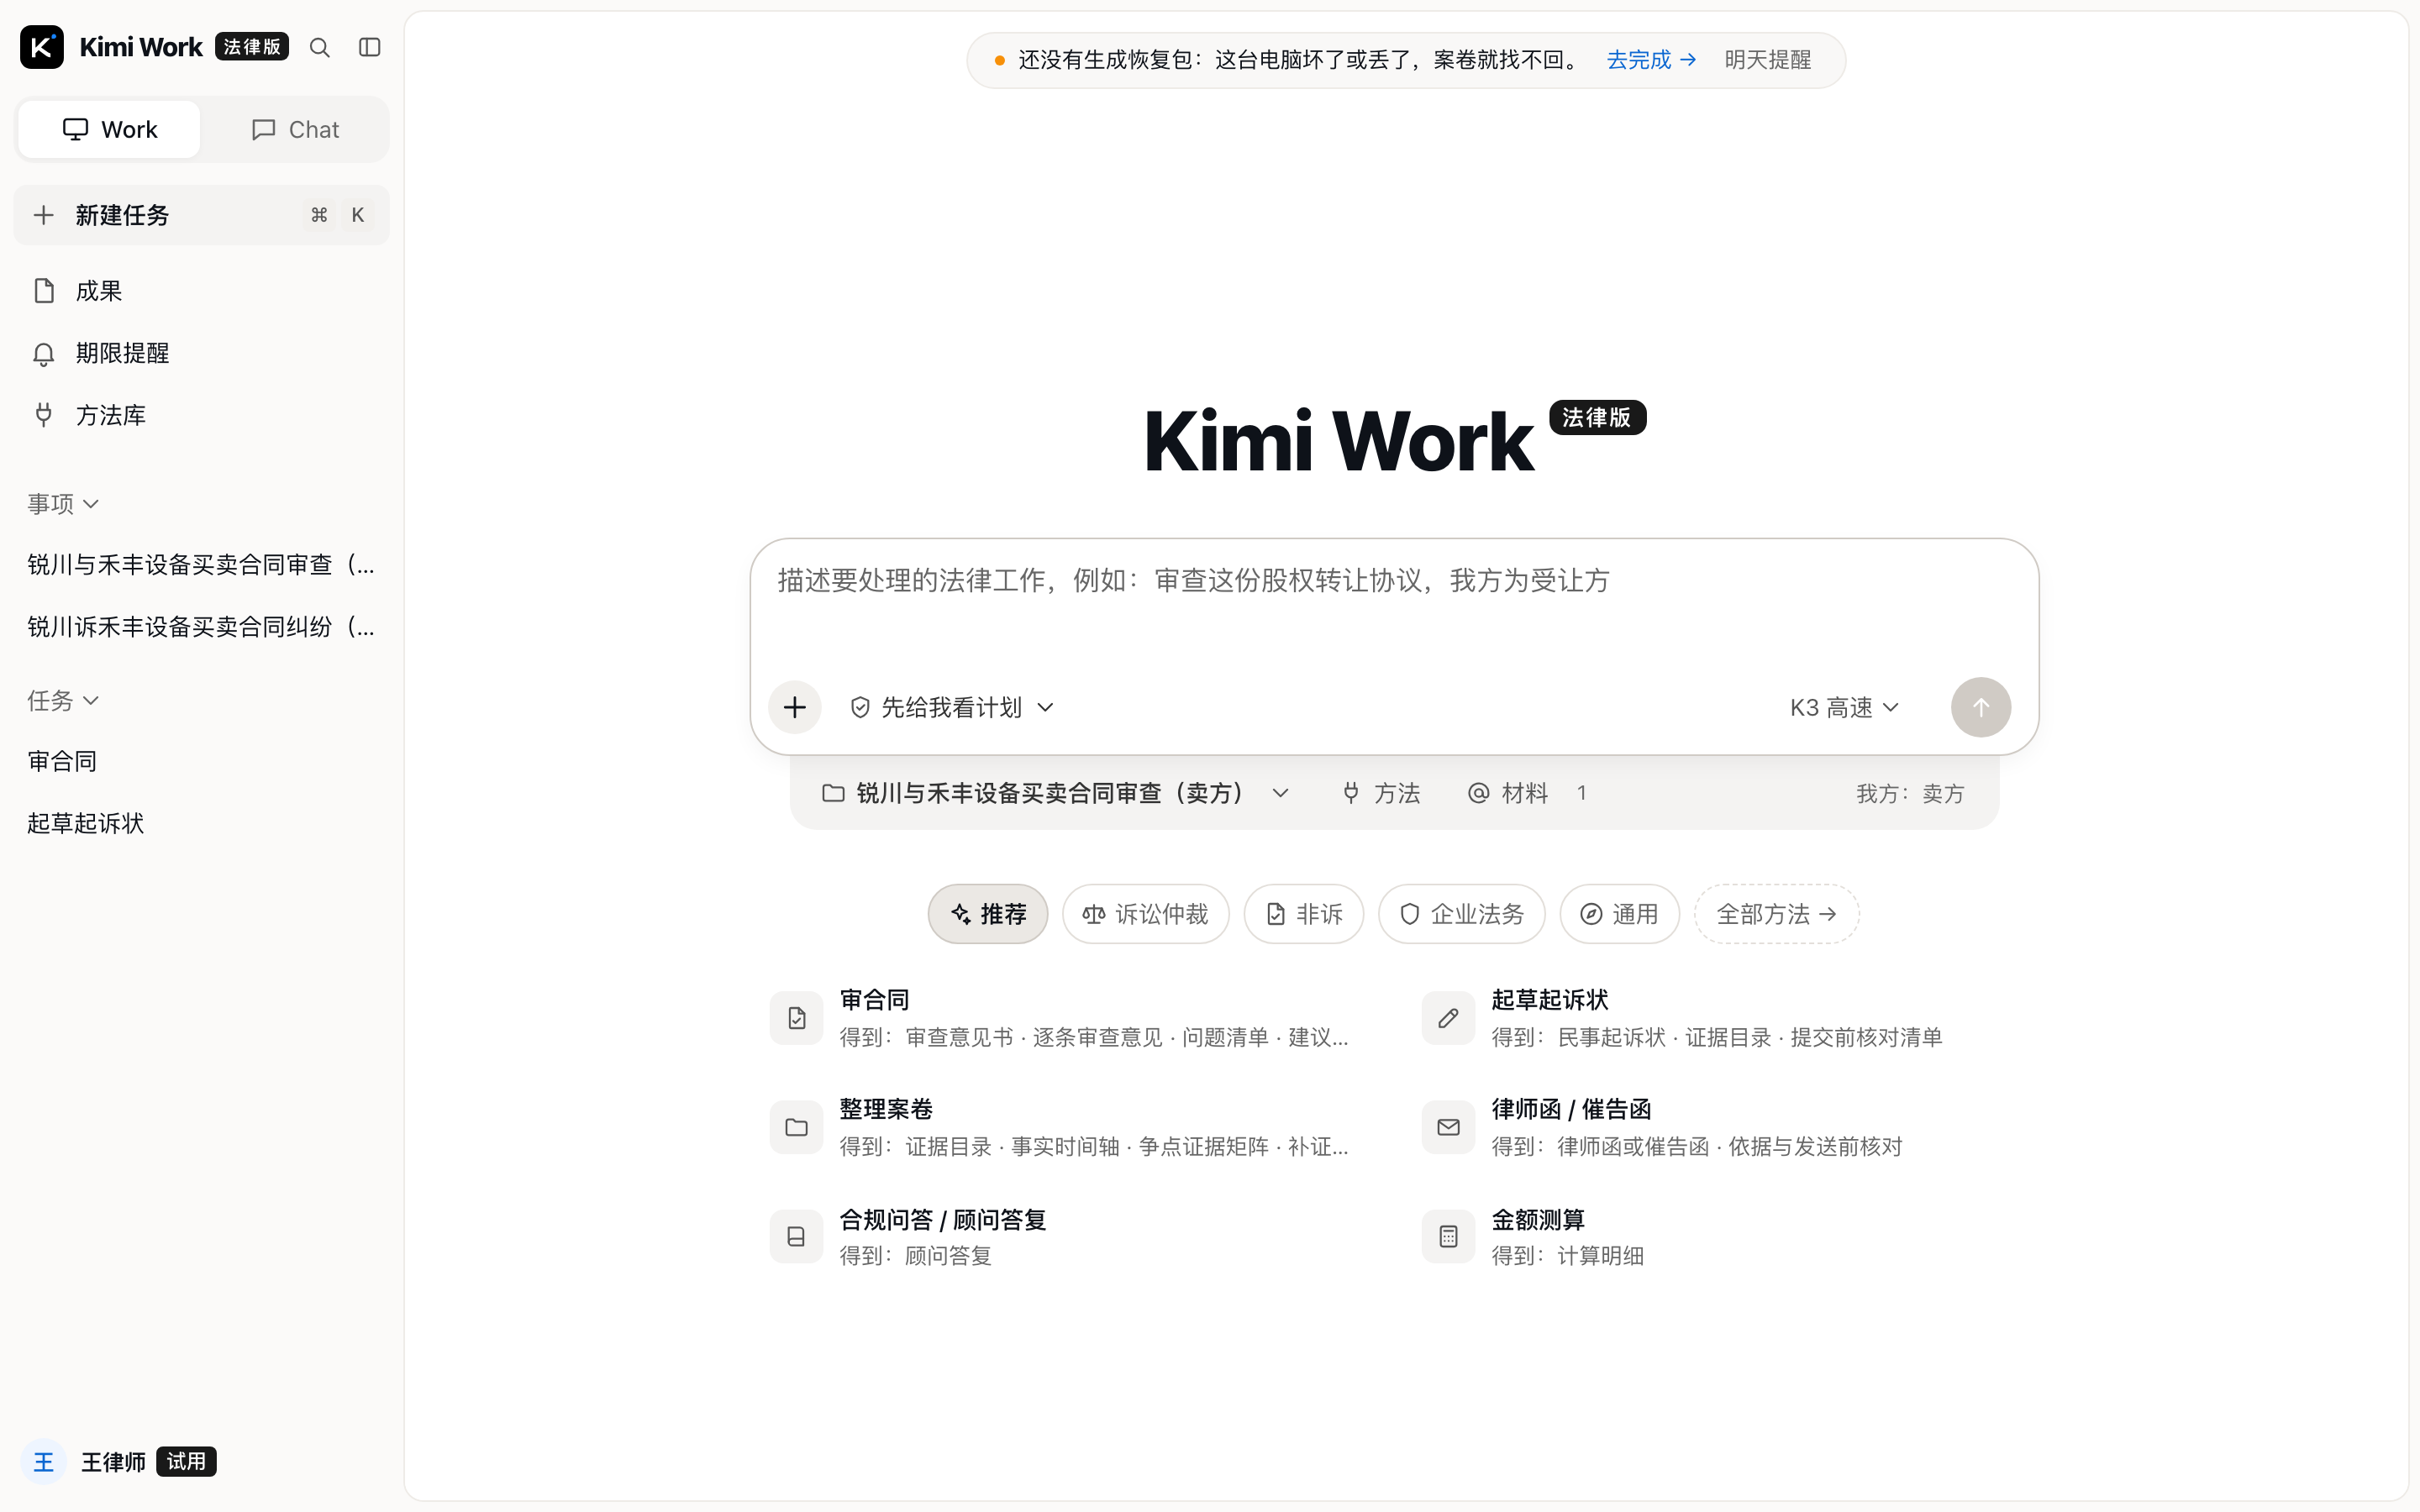 Kimi Work 法律版
Work Chat
新建任务 ⌘ K
成果
期限提醒
方法库
事项
锐川与禾丰设备买卖合同审查（...
锐川诉禾丰设备买卖合同纠纷（...
任务
审合同
起草起诉状
王 王律师 试用
还没有生成恢复包：这台电脑坏了或丢了，案卷就找不回。 去完成 → 明天提醒
Kimi Work 法律版
描述要处理的法律工作，例如：审查这份股权转让协议，我方为受让方
先给我看计划 K3 高速
锐川与禾丰设备买卖合同审查（卖方） 方法 材料 1 我方：卖方
推荐 诉讼仲裁 非诉 企业法务 通用 全部方法 →
审合同
得到：审查意见书 · 逐条审查意见 · 问题清单 · 建议...
起草起诉状
得到：民事起诉状 · 证据目录 · 提交前核对清单
整理案卷
得到：证据目录 · 事实时间轴 · 争点证据矩阵 · 补证...
律师函 / 催告函
得到：律师函或催告函 · 依据与发送前核对
合规问答 / 顾问答复
得到：顾问答复
金额测算
得到：计算明细